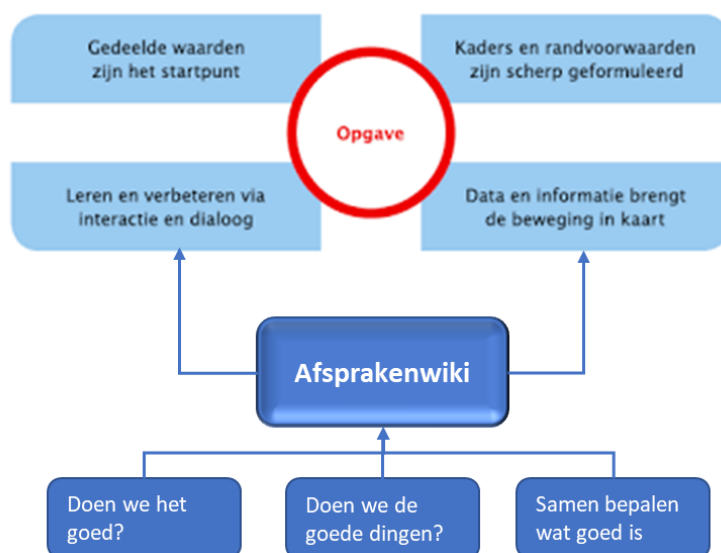 Gedeelde waarden
zijn het startpunt
Kaders en randvoorwaarden
zijn scherp geformuleerd
Opgave
Leren en verbeteren via
interactie en dialoog
Data en informatie brengt
de beweging in kaart
Afsprakenwiki
Doen we het
goed?
Doen we de
goede dingen?
Samen bepalen
wat goed is